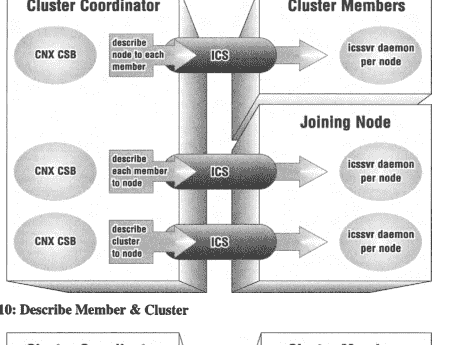 Cluster Coordinator
Cluster Members
CNX CSB
describe
node to each
member
ICS
icssvr daemon
per node
Joining Node
CNX CSB
describe
each member
to node
ICS
icssvr daemon
per node
CNX CSB
describe
cluster
to node
ICS
icssvr daemon
per node
10: Describe Member & Cluster